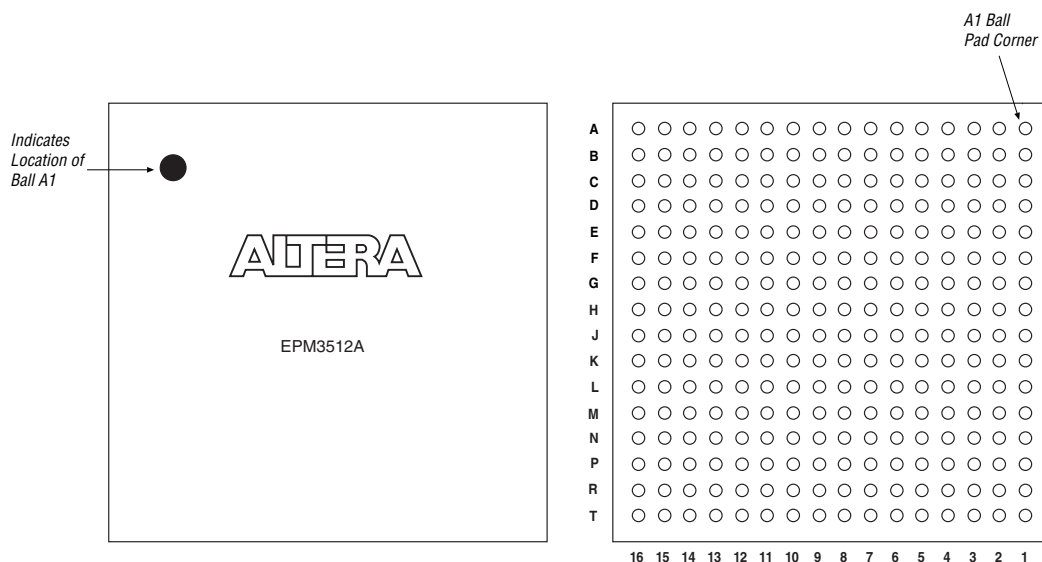 A1 Ball
Pad Corner
Indicates
Location of
Ball A1
ALTERA
EPM3512A
A
B
C
D
E
F
G
H
J
K
L
M
N
P
R
T
16 15 14 13 12 11 10 9 8 7 6 5 4 3 2 1